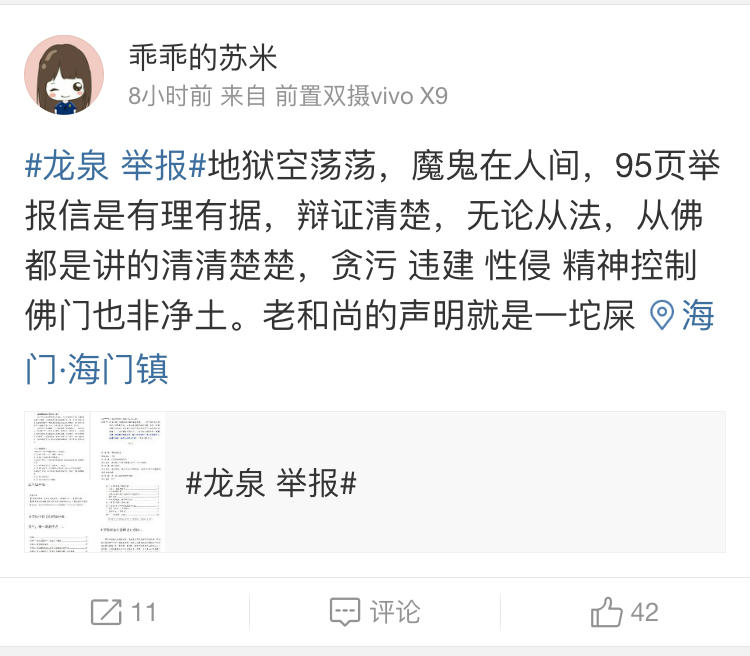 乖乖的苏米
8小时前 来自 前置双摄vivo X9
#龙泉 举报#地狱空荡荡，魔鬼在人间，95页举
报信是有理有据，辩证清楚，无论从法，从佛
都是讲的清清楚楚，贪污 违建 性侵 精神控制
佛门也非净土。老和尚的声明就是一坨屎 海
门·海门镇
#龙泉 举报#
11
评论
42